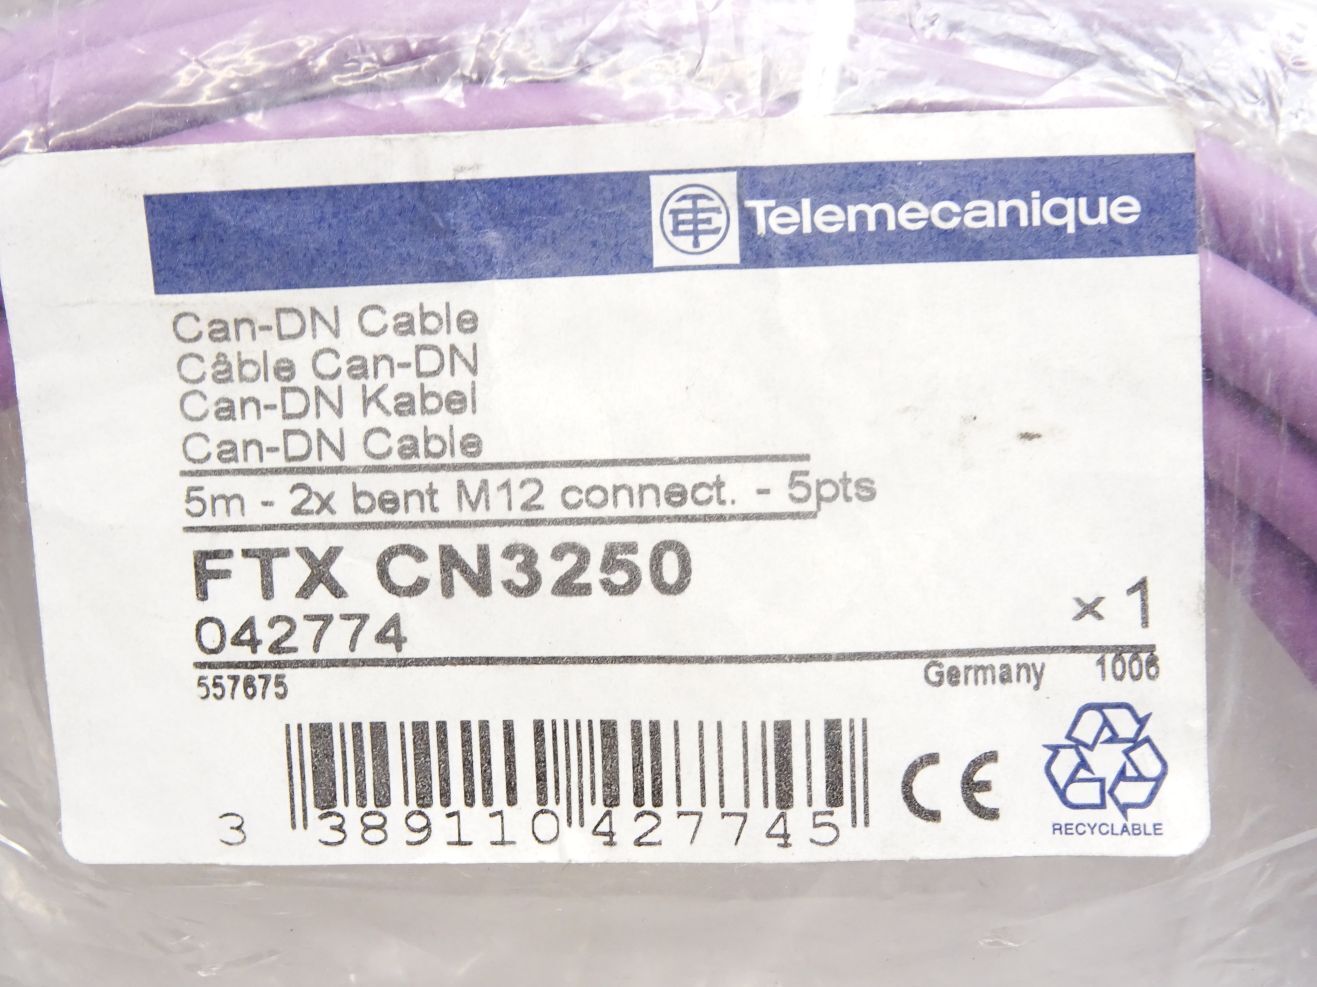 Telemecanique
Can-DN Cable
Câble Can-DN
Can-DN Kabel
Can-DN Cable
5m - 2x bent M12 connect. - 5pts
FTX CN3250
042774
x 1
557675
Germany 1006
3 389110 427745
CE
RECYCLABLE